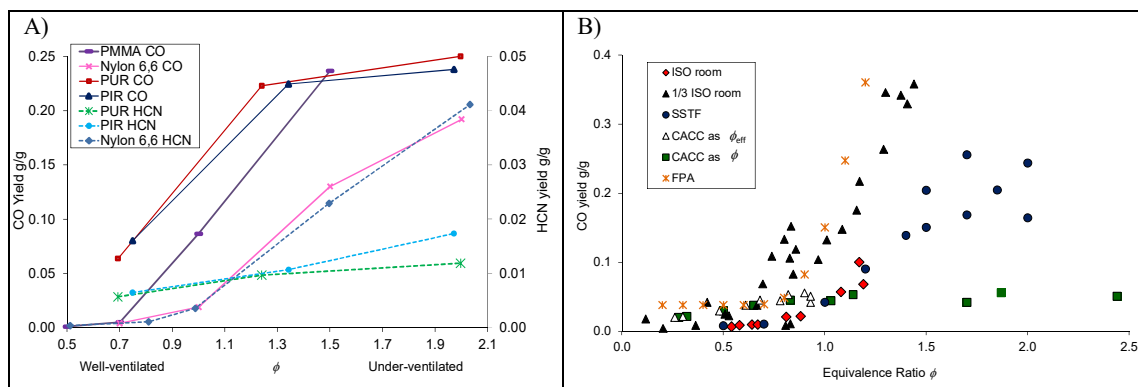 A)
PMMA CO
Nylon 6,6 CO
PUR CO
PIR CO
PUR HCN
PIR HCN
Nylon 6,6 HCN
CO Yield g/g
0.25
0.20
0.15
0.10
0.05
0.00
HCN yield g/g
0.05
0.04
0.03
0.02
0.01
0.00
0.5 0.7 0.9 1.1 1.3 1.5 1.7 1.9 2.1
Well-ventilated ϕ Under-ventilated
B)
ISO room
1/3 ISO room
SSTF
CACC as ϕeff
CACC as ϕ
FPA
CO yield g/g
0.4
0.3
0.2
0.1
0.0
0.0 0.5 1.0 1.5 2.0 2.5
Equivalence Ratio ϕ